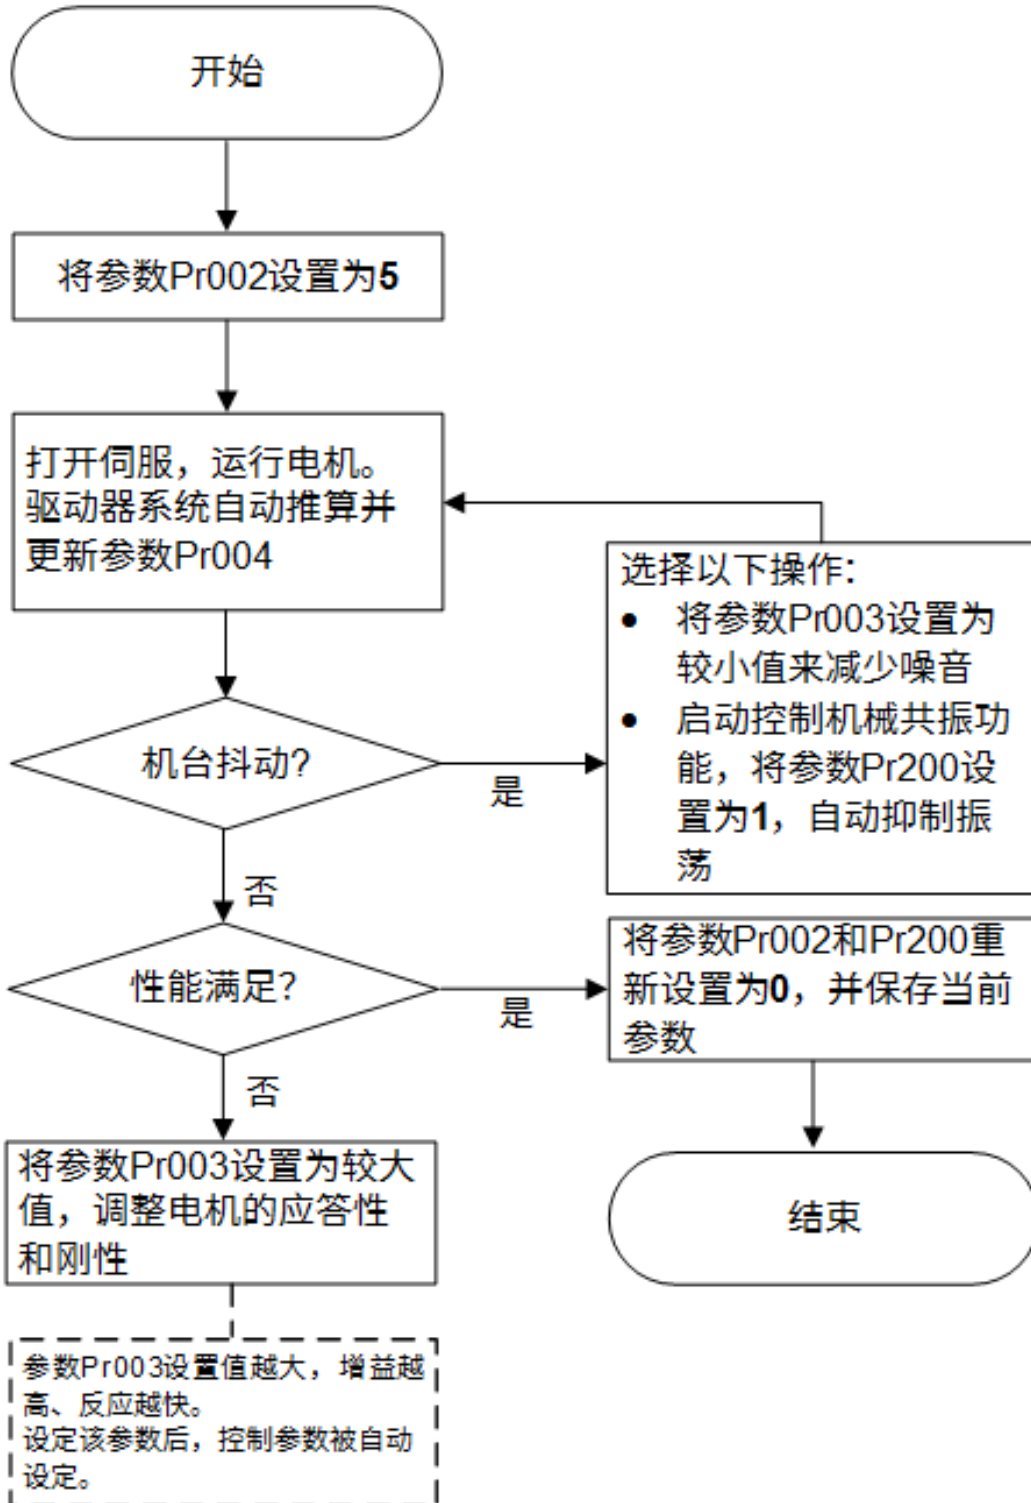 开始
将参数Pr002设置为5
打开伺服，运行电机。
驱动器系统自动推算并
更新参数Pr004
选择以下操作：
• 将参数Pr003设置为
较小值来减少噪音
• 启动控制机械共振功
能，将参数Pr200设
置为1，自动抑制振
荡
机台抖动？
是
否
性能满足？
是
将参数Pr002和Pr200重
新设置为0，并保存当前
参数
否
将参数Pr003设置为较大
值，调整电机的应答性
和刚性
结束
参数Pr003设置值越大，增益越
高、反应越快。
设定该参数后，控制参数被自动
设定。